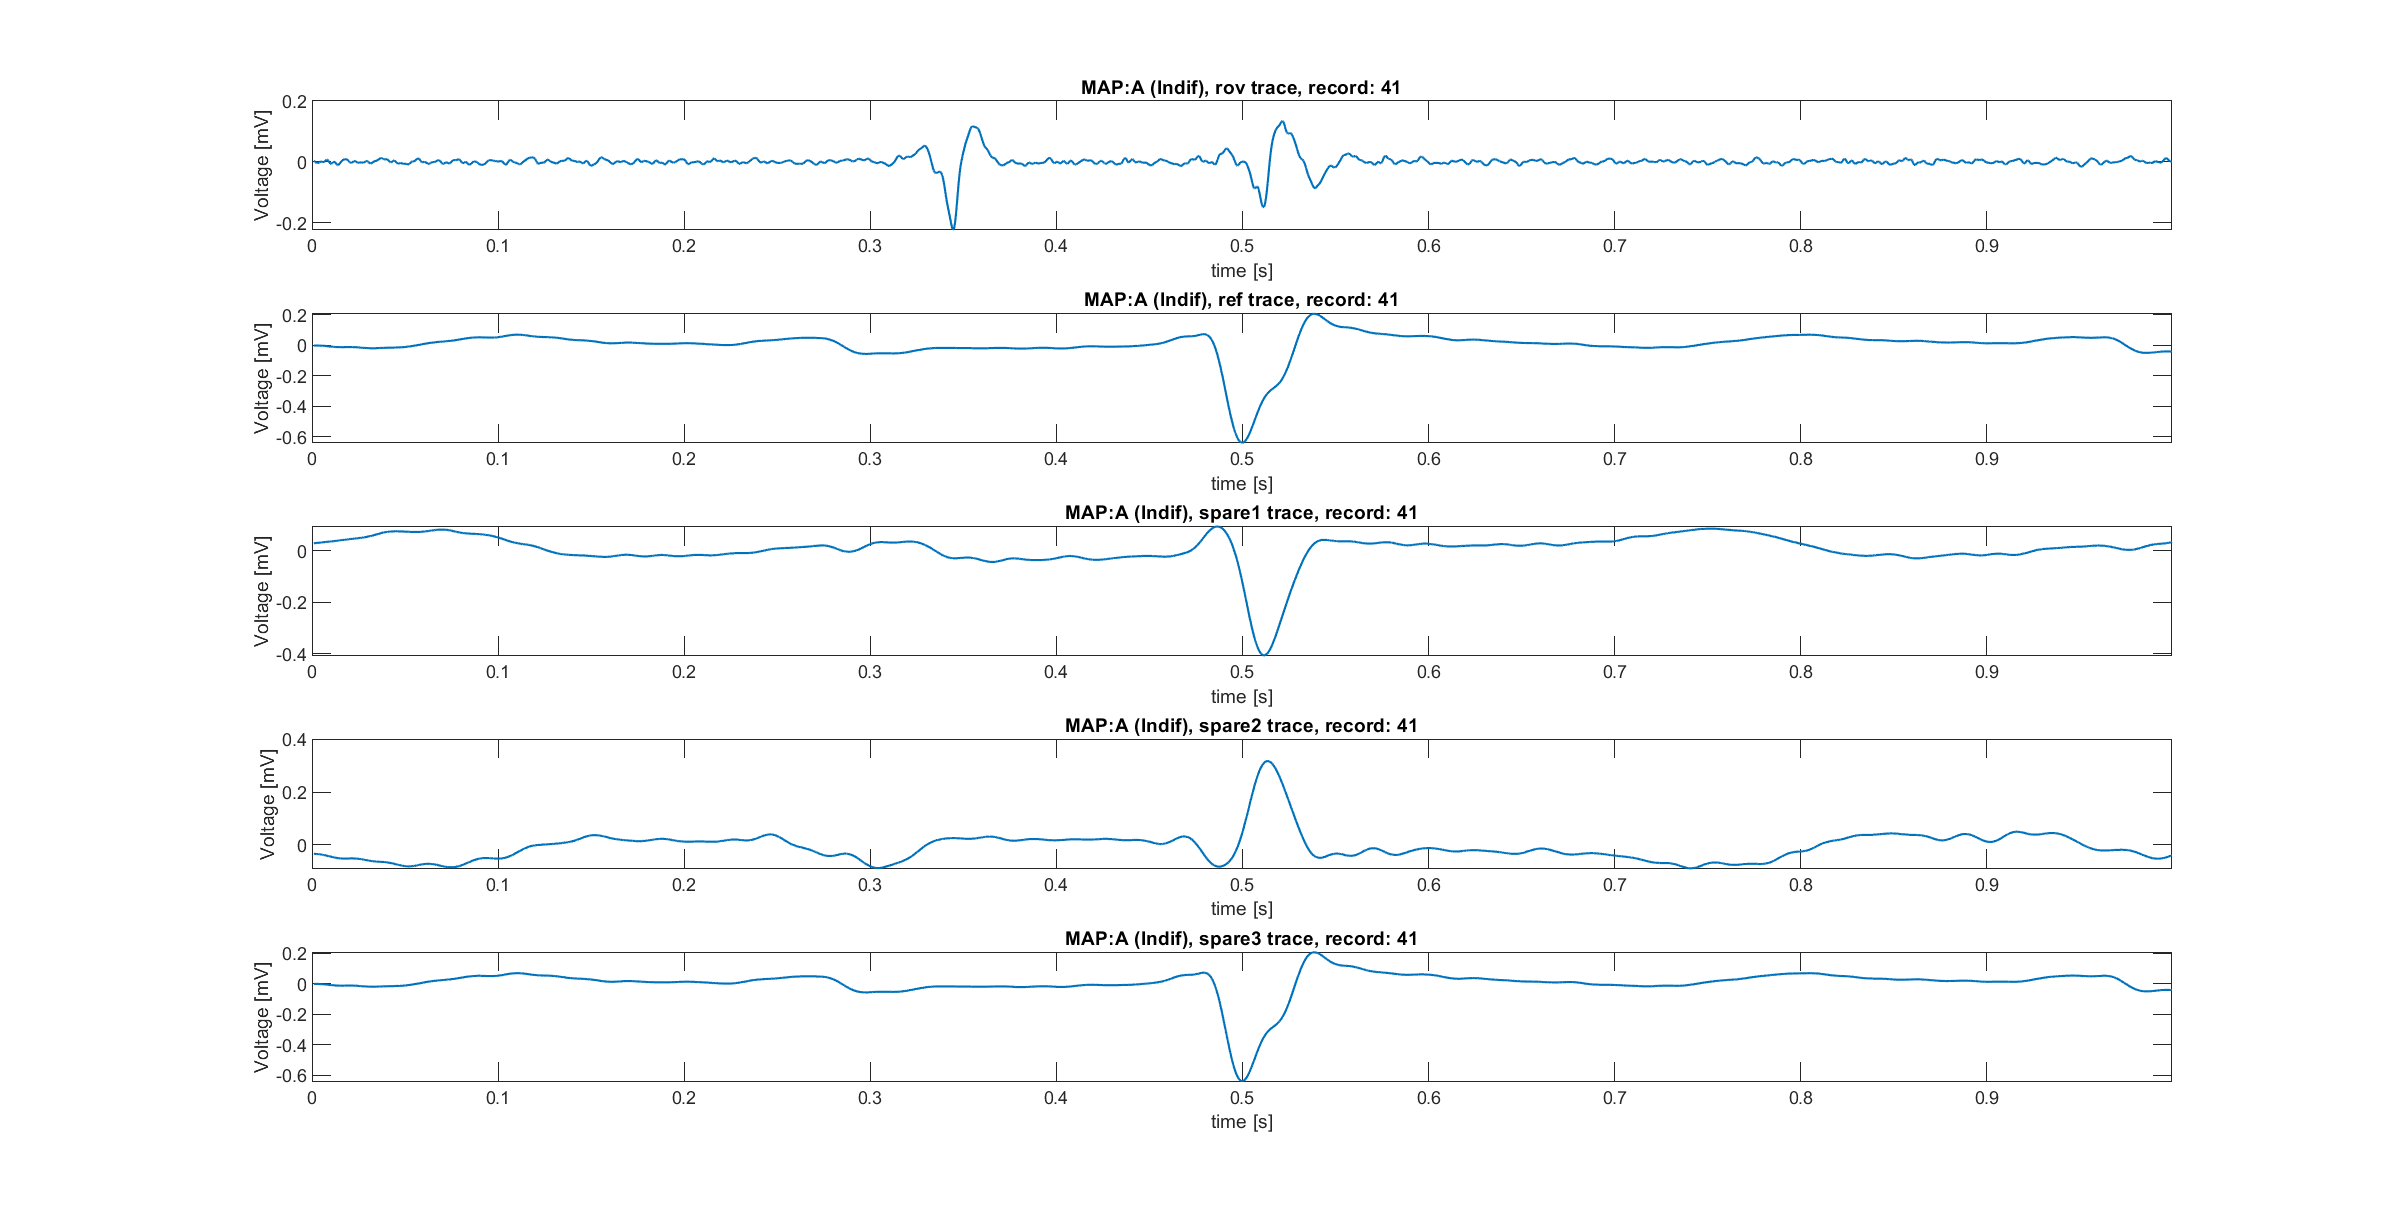 MAP:A (Indif), rov trace, record: 41
Voltage [mV]
0.2
0
-0.2
0 0.1 0.2 0.3 0.4 0.5 0.6 0.7 0.8 0.9
time [s]
MAP:A (Indif), ref trace, record: 41
Voltage [mV]
0.2
0
-0.2
-0.4
-0.6
0 0.1 0.2 0.3 0.4 0.5 0.6 0.7 0.8 0.9
time [s]
MAP:A (Indif), spare1 trace, record: 41
Voltage [mV]
0
-0.2
-0.4
0 0.1 0.2 0.3 0.4 0.5 0.6 0.7 0.8 0.9
time [s]
MAP:A (Indif), spare2 trace, record: 41
Voltage [mV]
0.4
0.2
0
0 0.1 0.2 0.3 0.4 0.5 0.6 0.7 0.8 0.9
time [s]
MAP:A (Indif), spare3 trace, record: 41
Voltage [mV]
0.2
0
-0.2
-0.4
-0.6
0 0.1 0.2 0.3 0.4 0.5 0.6 0.7 0.8 0.9
time [s]